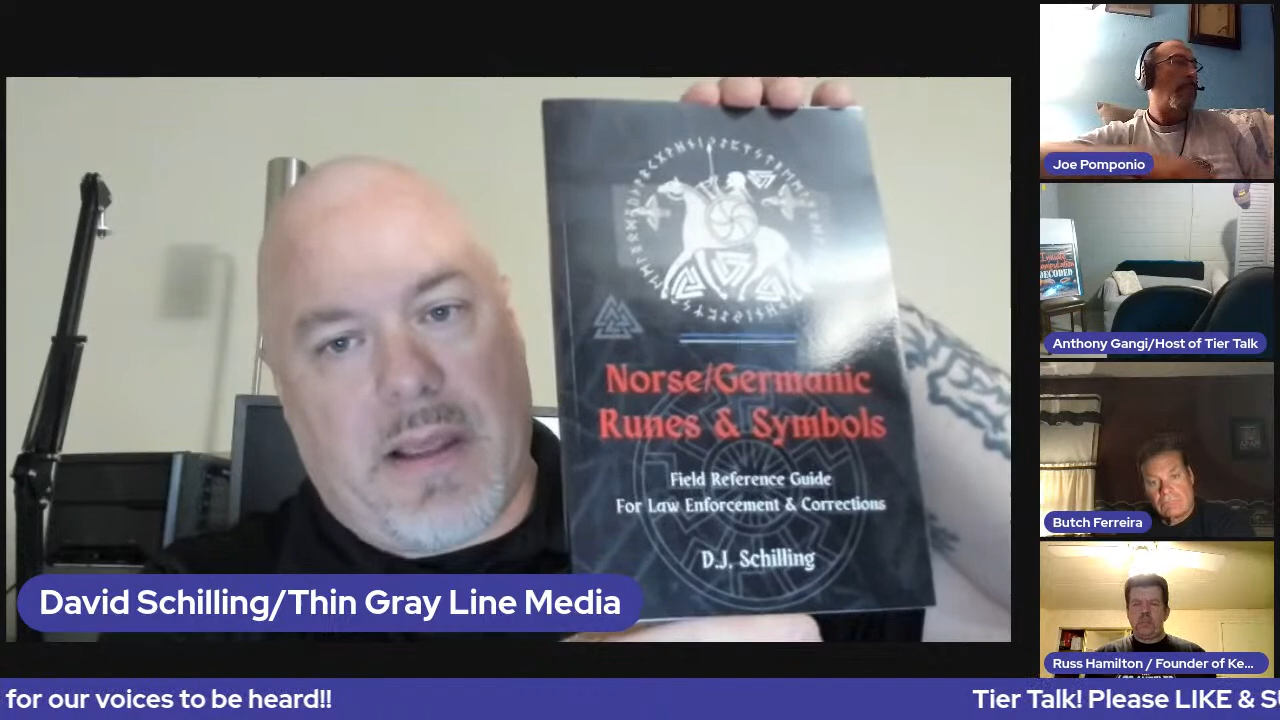 Norse/Germanic
Runes & Symbols
Field Reference Guide
For Law Enforcement & Corrections
D.J. Schilling
David Schilling/Thin Gray Line Media
Joe Pomponio
DECODED
Anthony Gangi/Host of Tier Talk
Butch Ferreira
Russ Hamilton / Founder of Ke...
for our voices to be heard!!
Tier Talk! Please LIKE & S